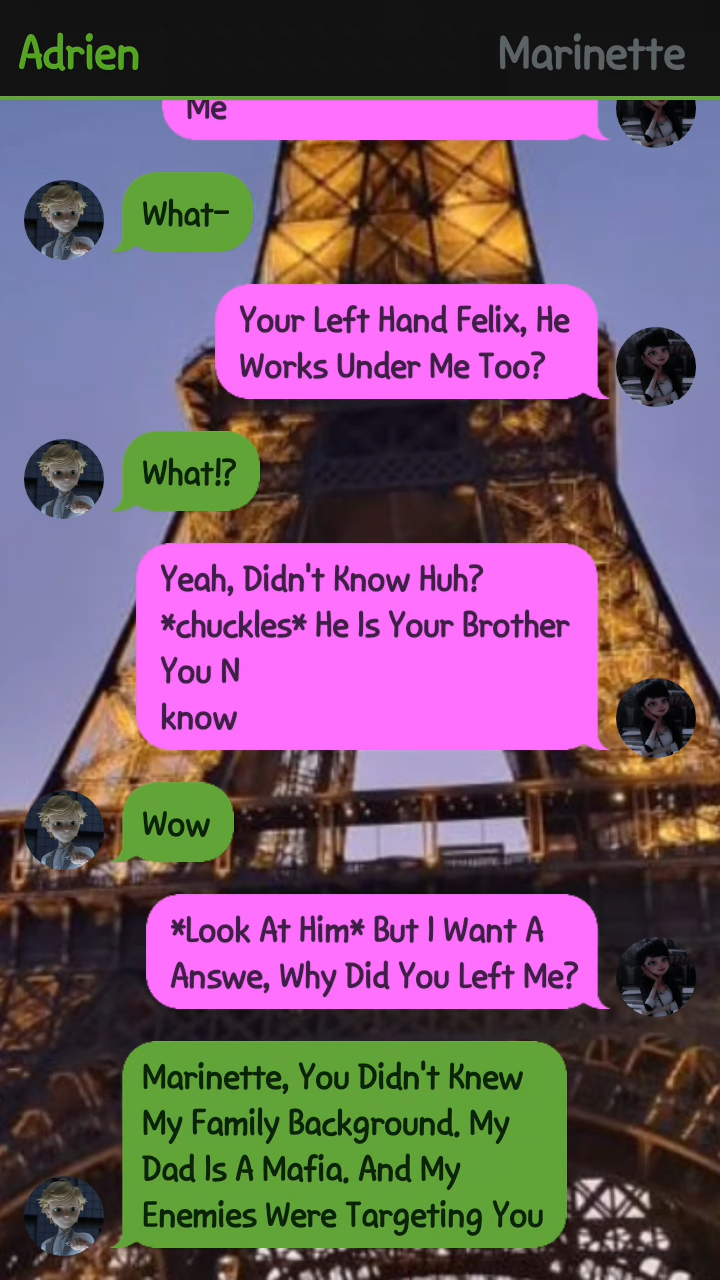 Adrien Marinette
Me
What-
Your Left Hand Felix, He
Works Under Me Too?
What!?
Yeah, Didn't Know Huh?
*chuckles* He Is Your Brother
You N
know
Wow
*Look At Him* But I Want A
Answe, Why Did You Left Me?
Marinette, You Didn't Knew
My Family Background. My
Dad Is A Mafia. And My
Enemies Were Targeting You